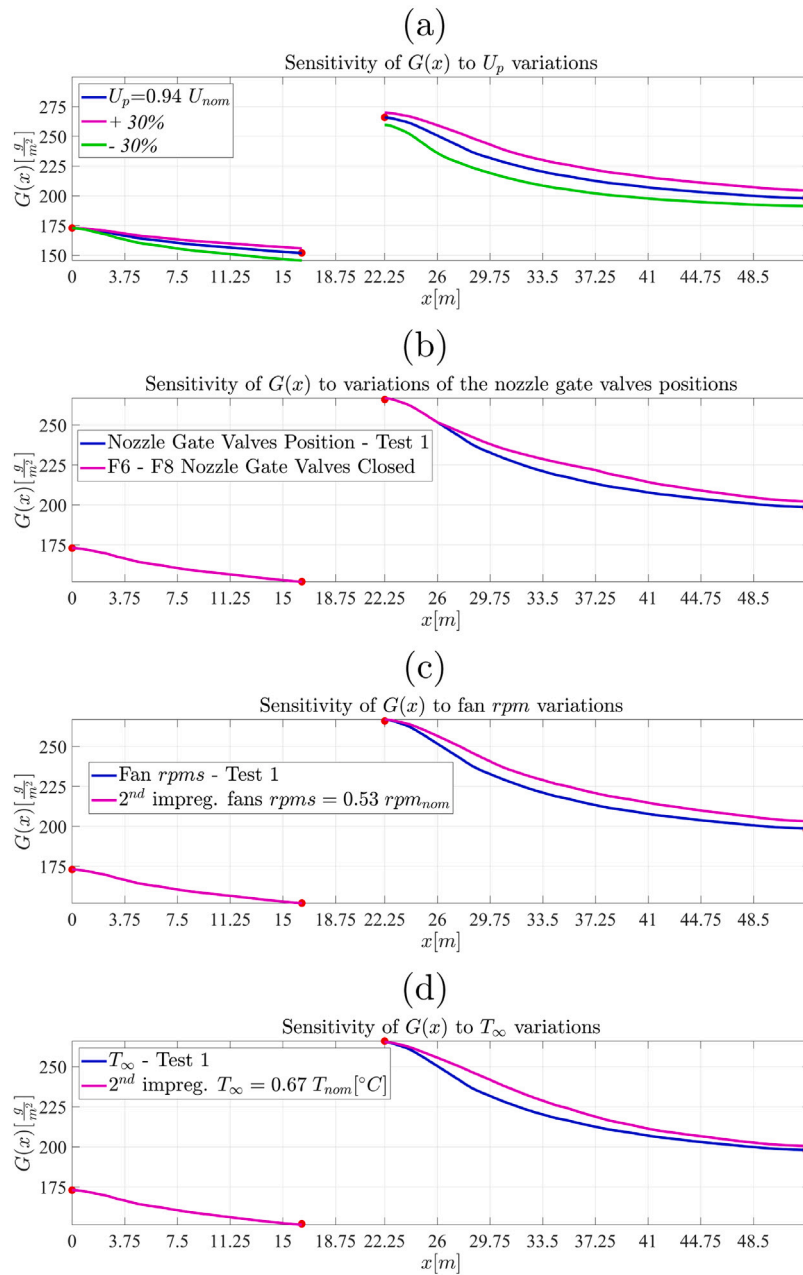 (a)
Sensitivity of G(x) to U_p variations
U_p=0.94 U_nom
+ 30%
- 30%
G(x)[g/m²]
275
250
225
200
175
150
0 3.75 7.5 11.25 15 18.75 22.25 26 29.75 33.5 37.25 41 44.75 48.5
x[m]
(b)
Sensitivity of G(x) to variations of the nozzle gate valves positions
Nozzle Gate Valves Position - Test 1
F6 - F8 Nozzle Gate Valves Closed
G(x)[g/m²]
250
225
200
175
0 3.75 7.5 11.25 15 18.75 22.25 26 29.75 33.5 37.25 41 44.75 48.5
x[m]
(c)
Sensitivity of G(x) to fan rpm variations
Fan rpms - Test 1
2nd impreg. fans rpms = 0.53 rpm_nom
G(x)[g/m²]
250
225
200
175
0 3.75 7.5 11.25 15 18.75 22.25 26 29.75 33.5 37.25 41 44.75 48.5
x[m]
(d)
Sensitivity of G(x) to T_∞ variations
T_∞ - Test 1
2nd impreg. T_∞ = 0.67 T_nom[°C]
G(x)[g/m²]
250
225
200
175
0 3.75 7.5 11.25 15 18.75 22.25 26 29.75 33.5 37.25 41 44.75 48.5
x[m]